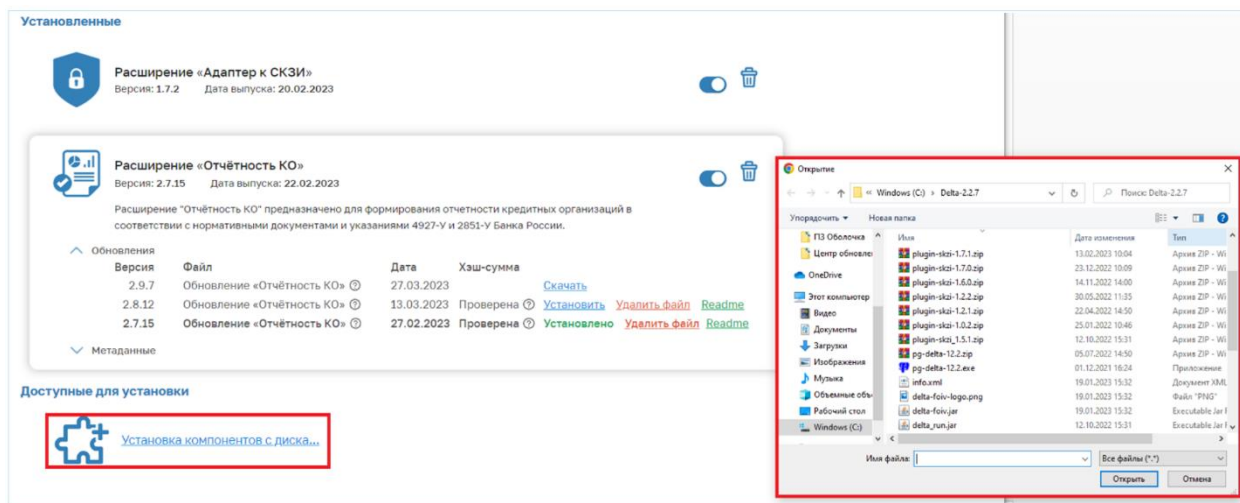 Установленные
Расширение «Адаптер к СКЗИ»
Версия: 1.7.2 Дата выпуска: 20.02.2023
Расширение «Отчётность КО»
Версия: 2.7.15 Дата выпуска: 22.02.2023
Расширение "Отчётность КО" предназначено для формирования отчетности кредитных организаций в
соответствии с нормативными документами и указаниями 4927-У и 2851-У Банка России.
Обновления
Версия Файл Дата Хэш-сумма
2.9.7 Обновление «Отчётность КО» 27.03.2023 Скачать
2.8.12 Обновление «Отчётность КО» 13.03.2023 Проверена Установить Удалить файл Readme
2.7.15 Обновление «Отчётность КО» 27.02.2023 Проверена Установлено Удалить файл Readme
Метаданные
Доступные для установки
Установка компонентов с диска...
Открытие
« Windows (C:) › Delta-2.2.7
Поиск: Delta-2.2.7
Упорядочить Новая папка
ПЗ Оболочка
Центр обновле
OneDrive
Этот компьютер
Видео
Документы
Загрузки
Изображения
Музыка
Объемные объ
Рабочий стол
Windows (C:)
Имя Дата изменения Тип
plugin-skzi-1.7.1.zip 13.02.2023 10:04 Архив ZIP - Wi
plugin-skzi-1.7.0.zip 23.12.2022 10:09 Архив ZIP - Wi
plugin-skzi-1.6.0.zip 14.11.2022 14:00 Архив ZIP - Wi
plugin-skzi-1.2.2.zip 30.05.2022 11:35 Архив ZIP - Wi
plugin-skzi-1.2.1.zip 22.04.2022 14:50 Архив ZIP - Wi
plugin-skzi-1.0.2.zip 25.01.2022 10:46 Архив ZIP - Wi
plugin-skzi_1.5.1.zip 12.10.2022 15:31 Архив ZIP - Wi
pg-delta-12.2.zip 05.07.2022 14:50 Архив ZIP - Wi
pg-delta-12.2.exe 01.12.2021 16:24 Приложение
info.xml 19.01.2023 15:32 Документ XML
delta-foiv-logo.png 19.01.2023 15:32 Файл "PNG"
delta-foiv.jar 19.01.2023 15:32 Executable Jar F
delta_run.jar 12.10.2022 15:31 Executable Jar F
Имя файла: Все файлы (*.*)
Открыть Отмена